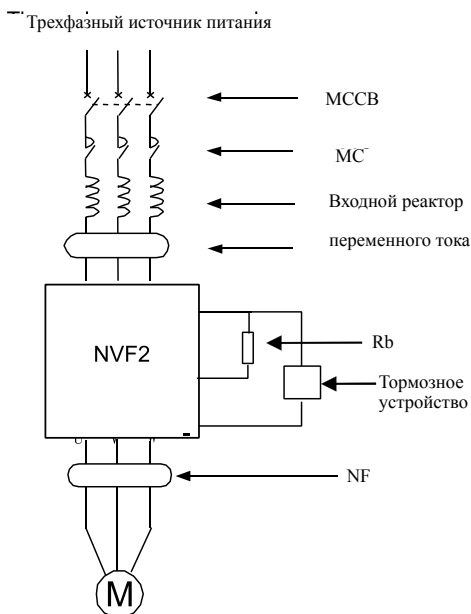 Трехфазный источник питания
MCCB
MC
Входной реактор
переменного тока
NVF2
Rb
Тормозное
устройство
NF
M